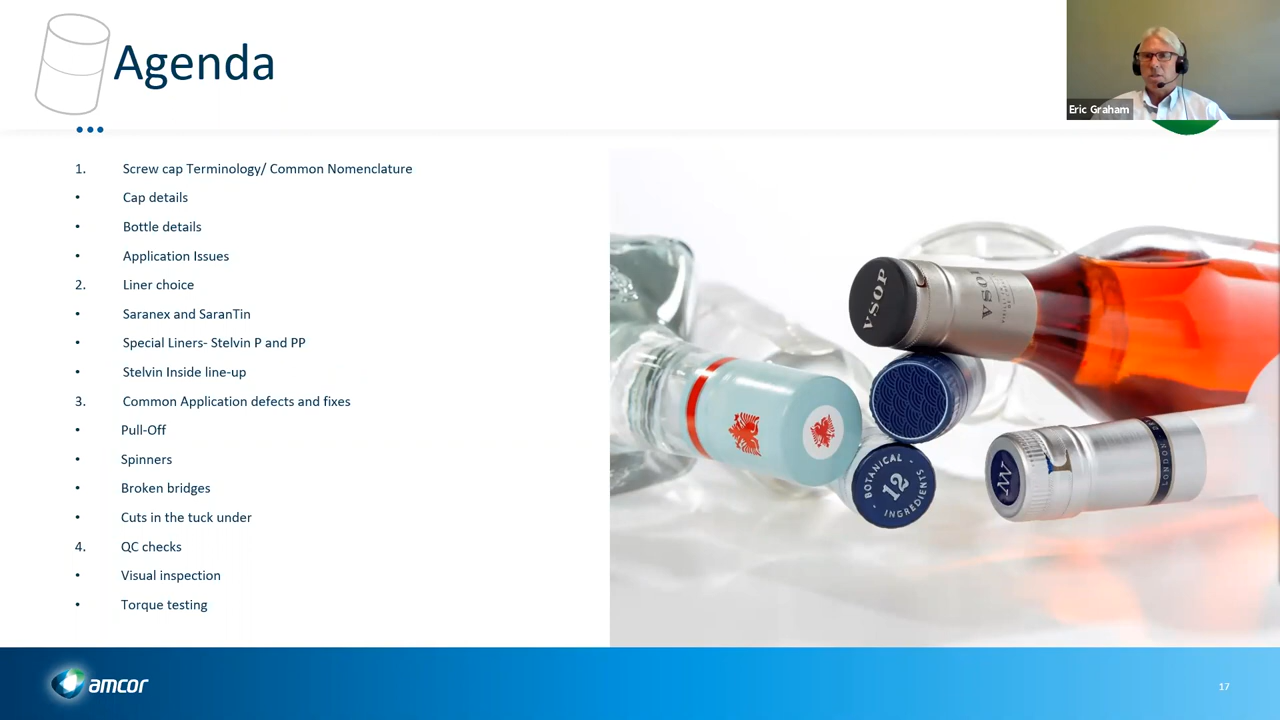 Agenda
Eric Graham
1. Screw cap Terminology/ Common Nomenclature
• Cap details
• Bottle details
• Application Issues
2. Liner choice
• Saranex and SaranTin
• Special Liners- Stelvin P and PP
• Stelvin Inside line-up
3. Common Application defects and fixes
• Pull-Off
• Spinners
• Broken bridges
• Cuts in the tuck under
4. QC checks
• Visual inspection
• Torque testing
VSOP
VSOP
BOTANICAL
12
INGREDIENTS
amcor
17